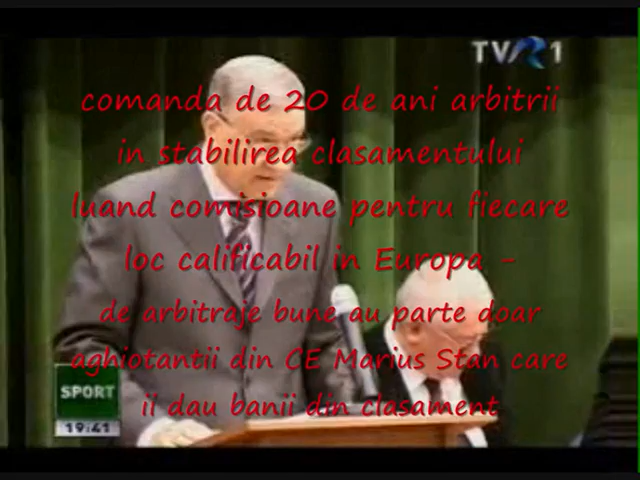 TVR1
comanda de 20 de ani arbitrii
in stabilirea clasamentului
luand comisioane pentru fiecare
loc calificabil in Europa -
de arbitraje bune au parte doar
aghiotantii din CE Marius Stan care
ii dau banii din clasament
SPORT
19:41